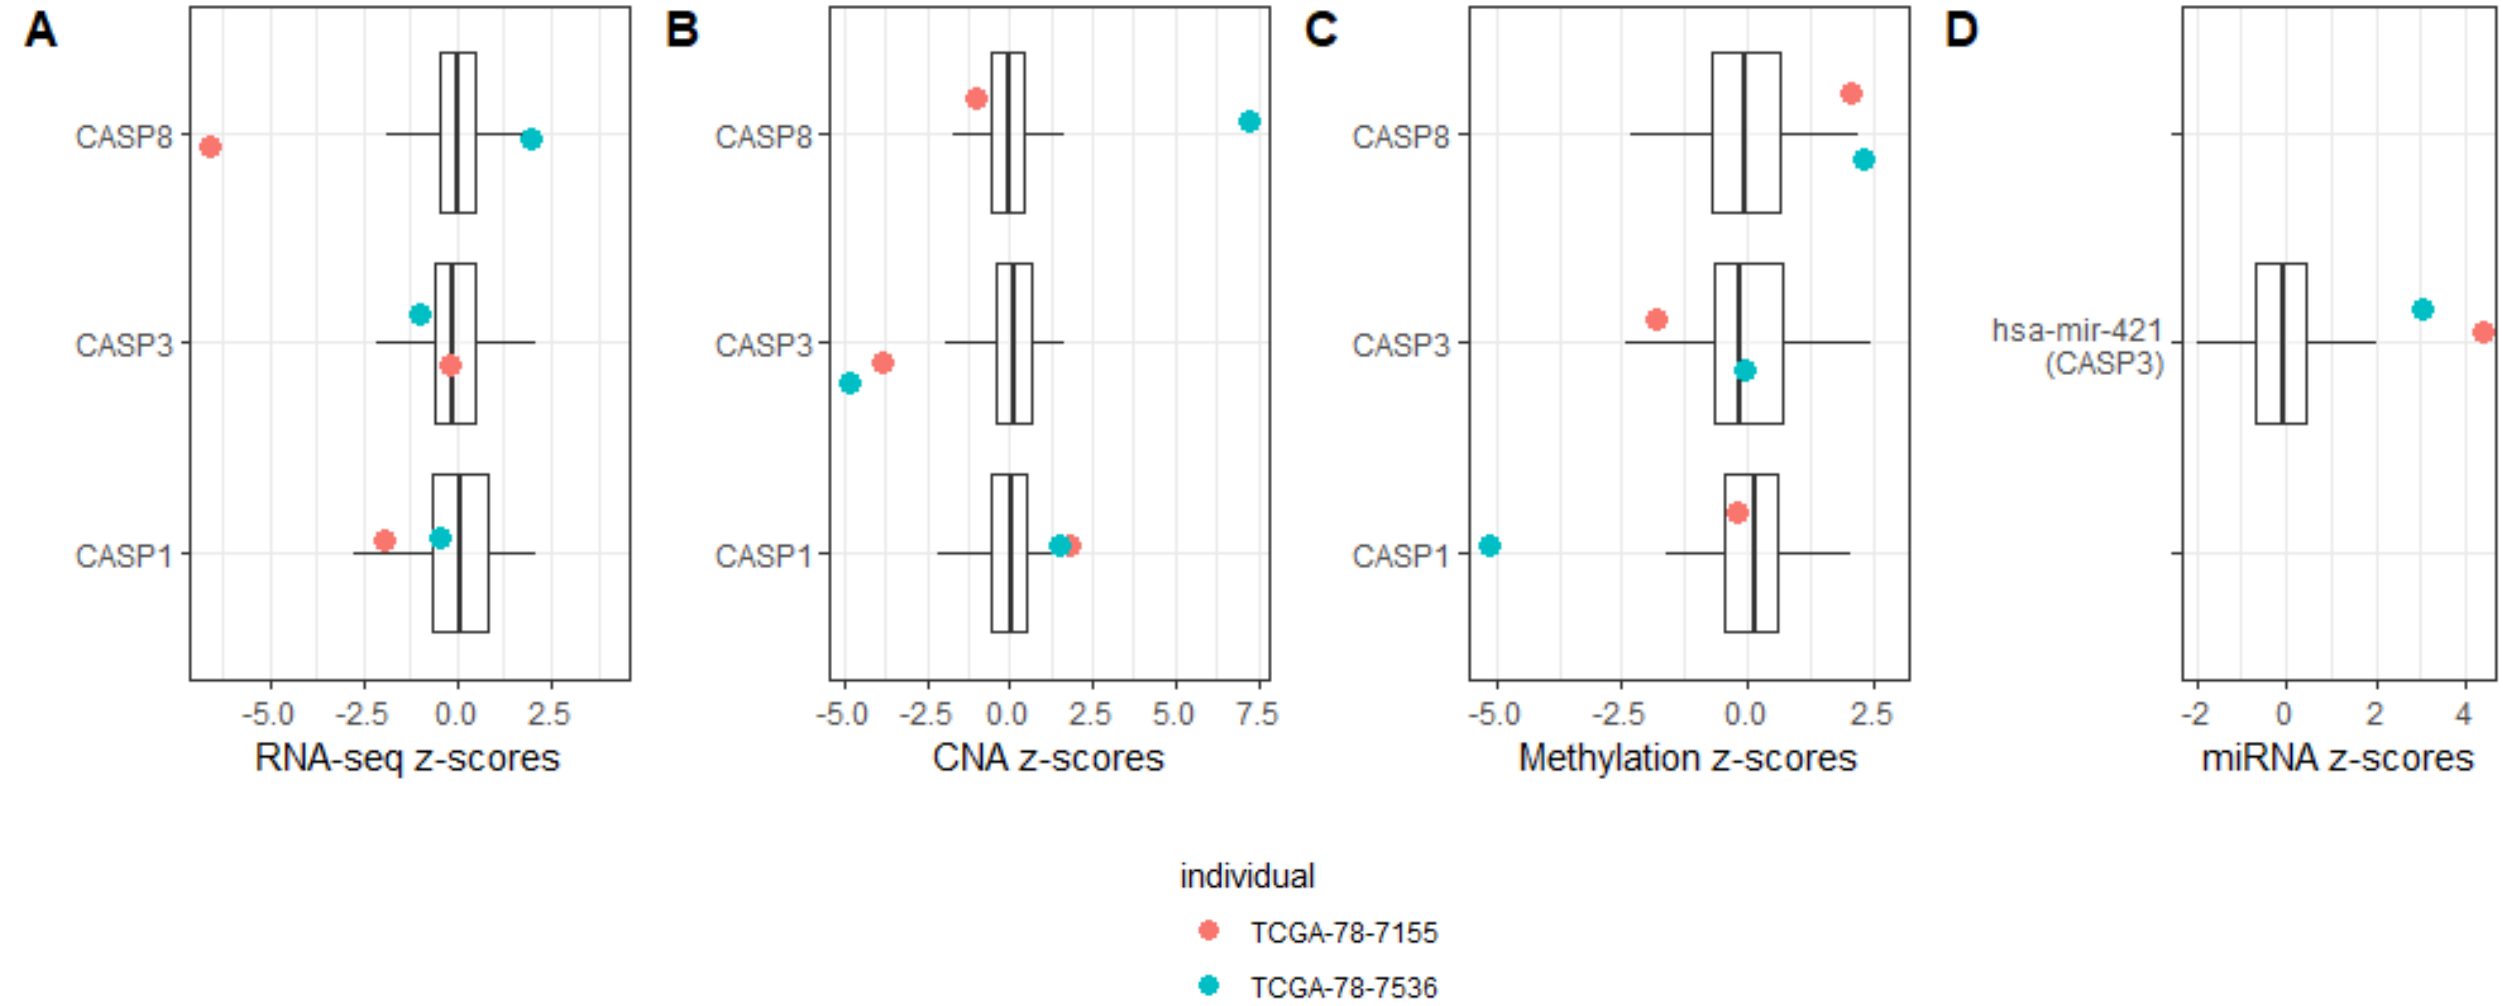 A
CASP8
CASP3
CASP1
-5.0 -2.5 0.0 2.5
RNA-seq z-scores
B
CASP8
CASP3
CASP1
-5.0 -2.5 0.0 2.5 5.0 7.5
CNA z-scores
C
CASP8
CASP3
CASP1
-5.0 -2.5 0.0 2.5
Methylation z-scores
D
hsa-mir-421
(CASP3)
-2 0 2 4
miRNA z-scores
individual
TCGA-78-7155
TCGA-78-7536